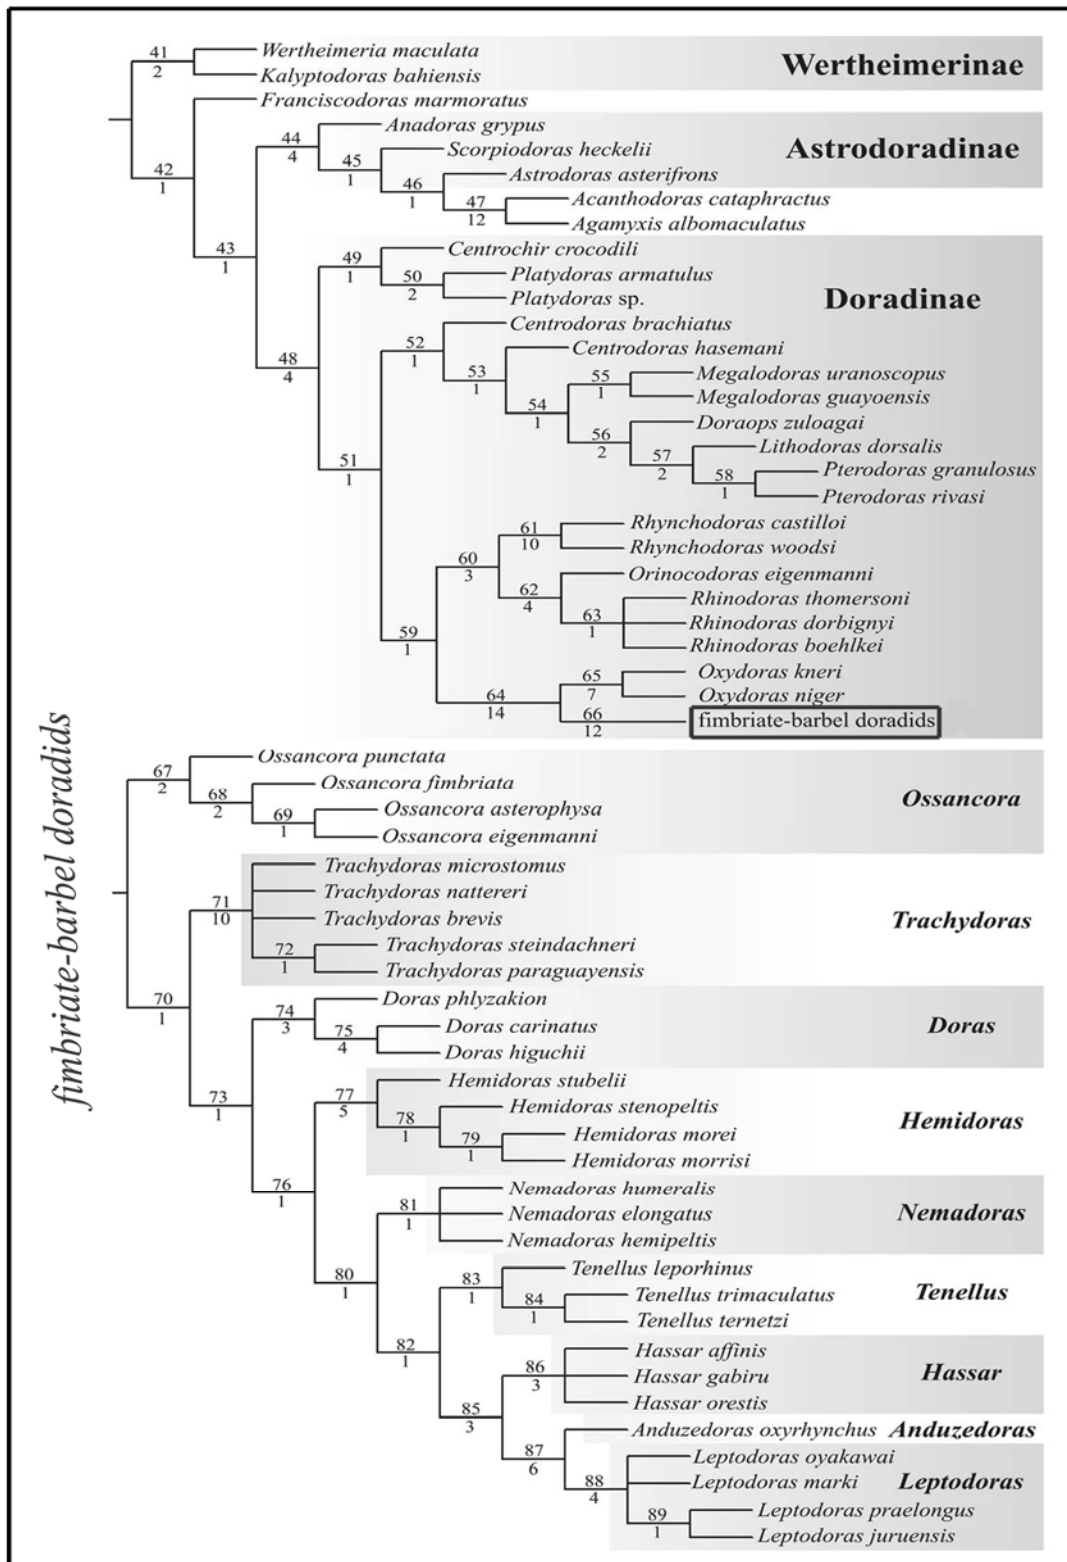 41
2
Wertheimeria maculata
Kalyptodoras bahiensis
Wertheimerinae
Franciscodoras marmoratus
42
1
44
4
Anadoras grypus
45
1
Scorpiodoras heckelii
Astrodoradinae
46
1
Astrodoras asterifrons
47
12
Acanthodoras cataphractus
Agamyxis albomaculatus
43
1
49
1
Centrochir crocodili
50
2
Platydoras armatulus
Platydoras sp.
Doradinae
48
4
52
1
Centrodoras brachiatus
53
1
Centrodoras hasemani
54
1
55
1
Megalodoras uranoscopus
Megalodoras guayoensis
56
2
Doraops zuloagai
57
2
Lithodoras dorsalis
58
1
Pterodoras granulosus
Pterodoras rivasi
51
1
61
10
Rhynchodoras castilloi
Rhynchodoras woodsi
60
3
62
4
Orinocodoras eigenmanni
63
1
Rhinodoras thomersoni
Rhinodoras dorbignyi
Rhinodoras boehlkei
59
1
65
7
Oxydoras kneri
Oxydoras niger
64
14
66
12
fimbriate-barbel doradids
fimbriate-barbel doradids
67
2
Ossancora punctata
68
2
Ossancora fimbriata
69
1
Ossancora asterophysa
Ossancora eigenmanni
Ossancora
71
10
Trachydoras microstomus
Trachydoras nattereri
Trachydoras brevis
72
1
Trachydoras steindachneri
Trachydoras paraguayensis
Trachydoras
70
1
74
3
Doras phlyzakion
75
4
Doras carinatus
Doras higuchii
Doras
73
1
77
5
Hemidoras stubelii
78
1
Hemidoras stenopeltis
79
1
Hemidoras morei
Hemidoras morrisi
Hemidoras
76
1
81
1
Nemadoras humeralis
Nemadoras elongatus
Nemadoras hemipeltis
Nemadoras
80
1
83
1
Tenellus leporhinus
84
1
Tenellus trimaculatus
Tenellus ternetzi
Tenellus
82
1
86
3
Hassar affinis
Hassar gabiru
Hassar orestis
Hassar
85
3
87
6
Anduzedoras oxyrhynchus
Anduzedoras
88
4
Leptodoras oyakawai
Leptodoras marki
Leptodoras
89
1
Leptodoras praelongus
Leptodoras juruensis